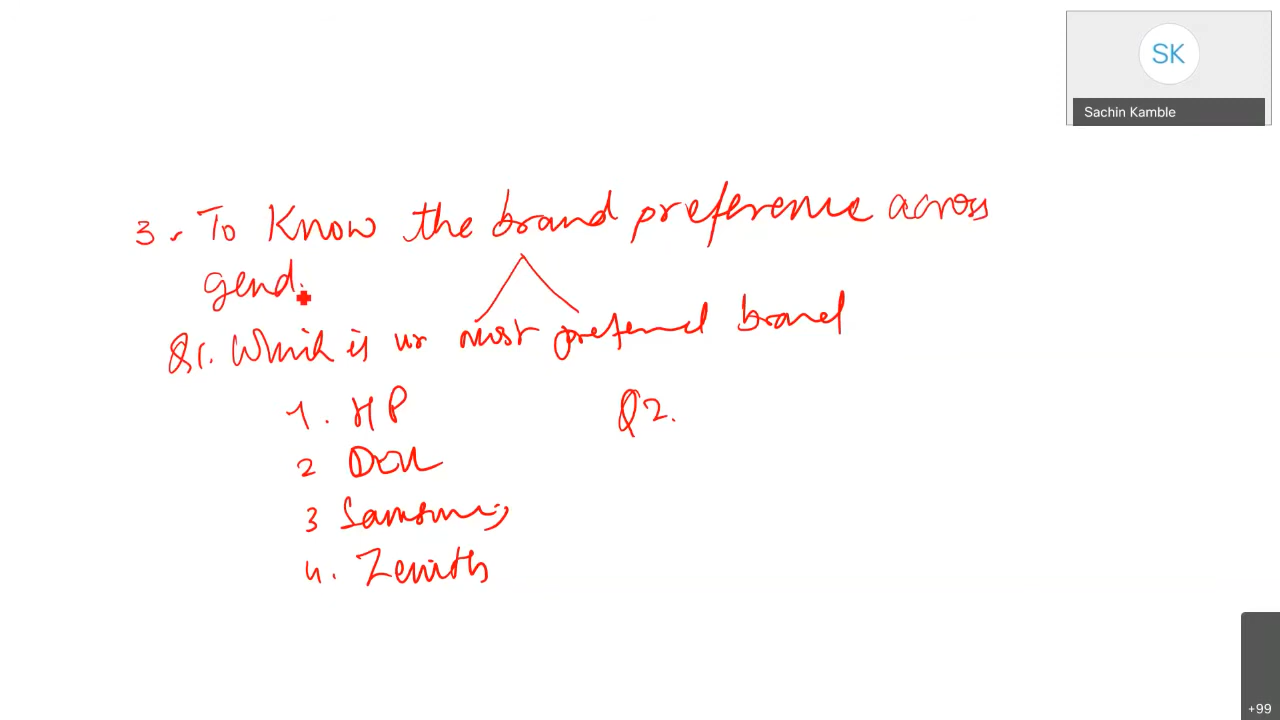 SK
Sachin Kamble
3. To Know the brand preference across
gend.
Q1. Which is ur most preferred brand
1. HP
Q2.
2 Dell
3 Samsung
4. Zenith
+99